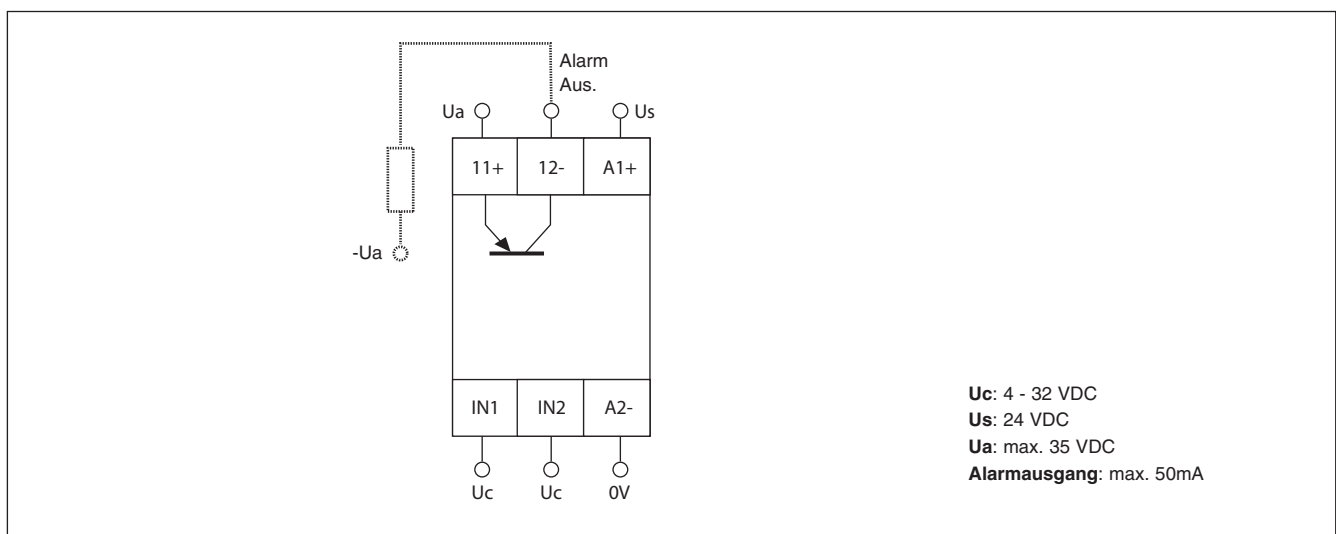 Alarm
Aus.
Ua
Us
11+ 12- A1+
-Ua
IN1 IN2 A2-
Uc Uc 0V
Uc: 4 - 32 VDC
Us: 24 VDC
Ua: max. 35 VDC
Alarmausgang: max. 50mA